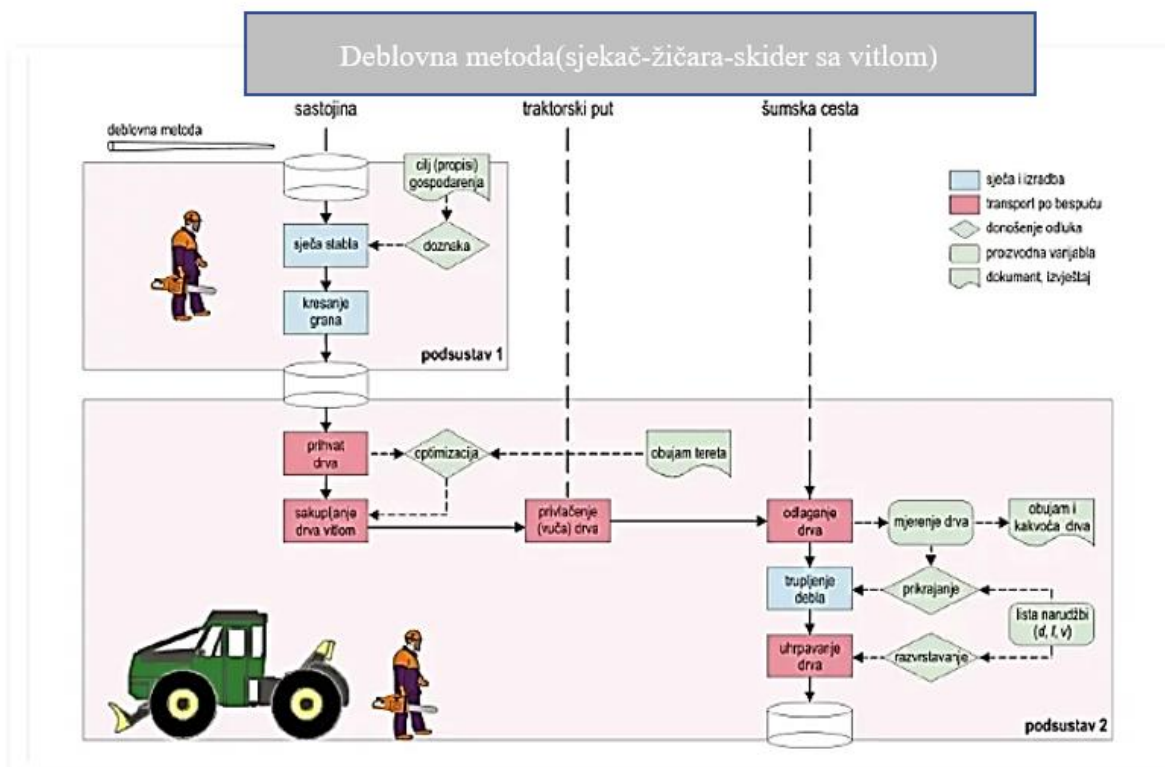 Deblovna metoda(sjekač-žičara-skider sa vitlom)
sastojina
traktorski put
šumska cesta
deblovna metoda
cilj (propisi)
gospodarenja
sječa stabla
doznaka
kresanje
grana
podsustav 1
sječa i izradba
transport po bespuću
donošenje odluka
proizvodna varijabla
dokument, izvještaj
prihvat
drva
optimizacija
obujam tereta
sakupljanje
drva vitlom
privlačenje
(vuča) drva
odlaganje
drva
mjerenje drva
obujam i
kakvoća drva
trupljenje
debla
prikrajanje
lista narudžbi
(d, l, v)
uhrpavanje
drva
razvrstavanje
podsustav 2